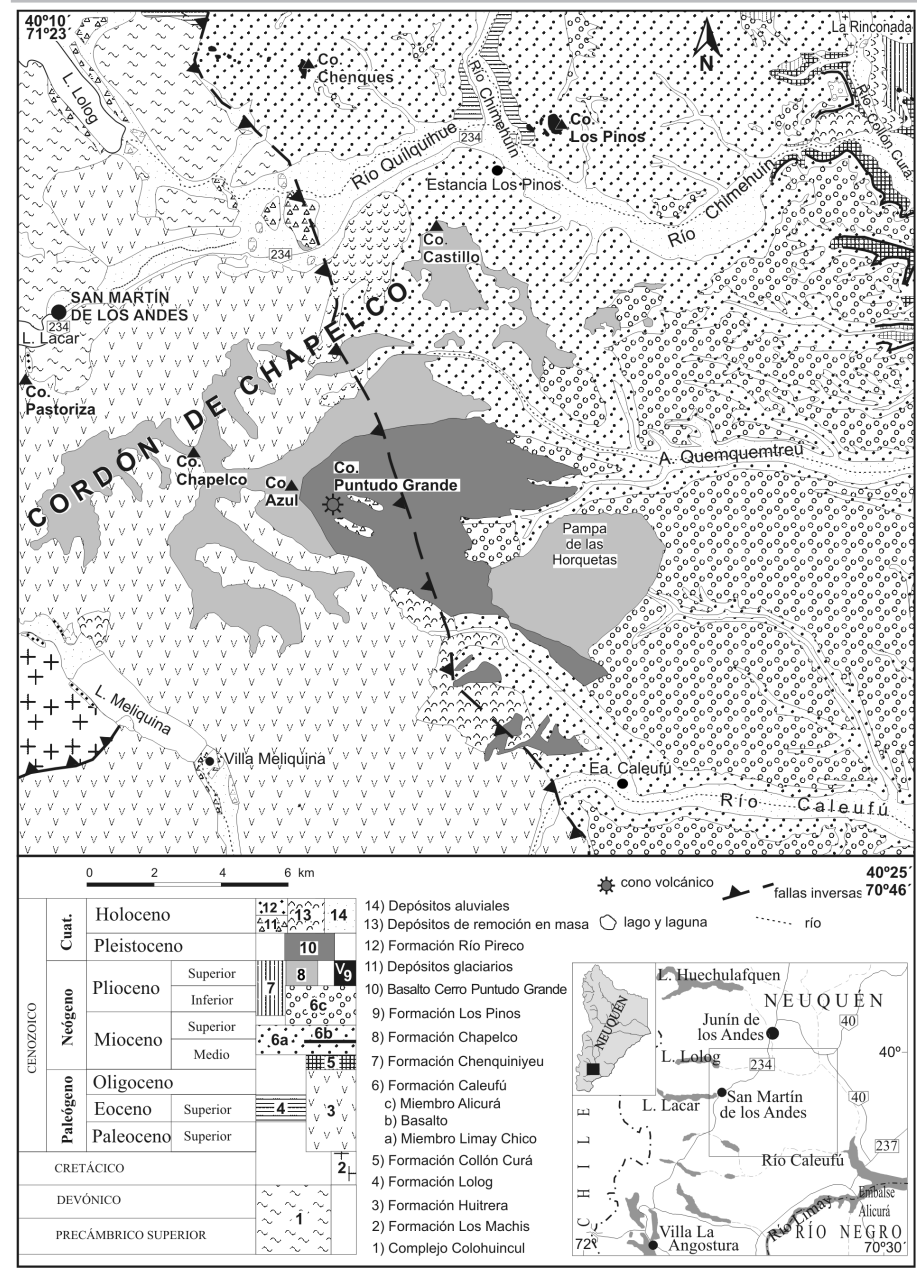 40º10´
71º23´
La Rinconada
L. Lolog
Co. Chenques
Río Chimehuín
N
Co. Los Pinos
Río Collón Cura
234
Río Quilquihue
Estancia Los Pinos
Río Chimehuín
234
Co. Castillo
SAN MARTÍN
DE LOS ANDES
234
L. Lacar
Co. Pastoriza
CORDÓN DE CHAPELCO
Co. Chapelco
Co. Azul
Co. Puntudo Grande
A. Quemquemtreu
Pampa
de las
Horquetas
L. Meliquina
Villa Meliquina
Ea. Caleufú
Río Caleufú
0 2 4 6 km
cono volcánico
fallas inversas
lago y laguna
río
40º25´
70º46´
CENOZOICO
Cuat.
Holoceno
Pleistoceno
Neógeno
Plioceno
Superior
Inferior
Mioceno
Superior
Medio
Paleógeno
Oligoceno
Eoceno
Superior
Paleoceno
Superior
CRETÁCICO
DEVÓNICO
PRECÁMBRICO SUPERIOR
12
11
13
14
10
7
8
V9
6c
6a
6b
5
4
3
2
1
14) Depósitos aluviales
13) Depósitos de remoción en masa
12) Formación Río Pireco
11) Depósitos glaciarios
10) Basalto Cerro Puntudo Grande
9) Formación Los Pinos
8) Formación Chapelco
7) Formación Chenquiniyeu
6) Formación Caleufú
c) Miembro Alicurá
b) Basalto
a) Miembro Limay Chico
5) Formación Collón Curá
4) Formación Lolog
3) Formación Huitrera
2) Formación Los Machis
1) Complejo Colohuincul
NEUQUÉN
L. Huechulafquen
NEUQUÉN
Junín de
los Andes
40
40º
L. Lolog
234
San Martín
de los Andes
40
L. Lacar
237
Río Caleufú
CHILE
Embalse
Alicurá
Río Limay
RÍO NEGRO
Villa La
Angostura
72º
70º30´